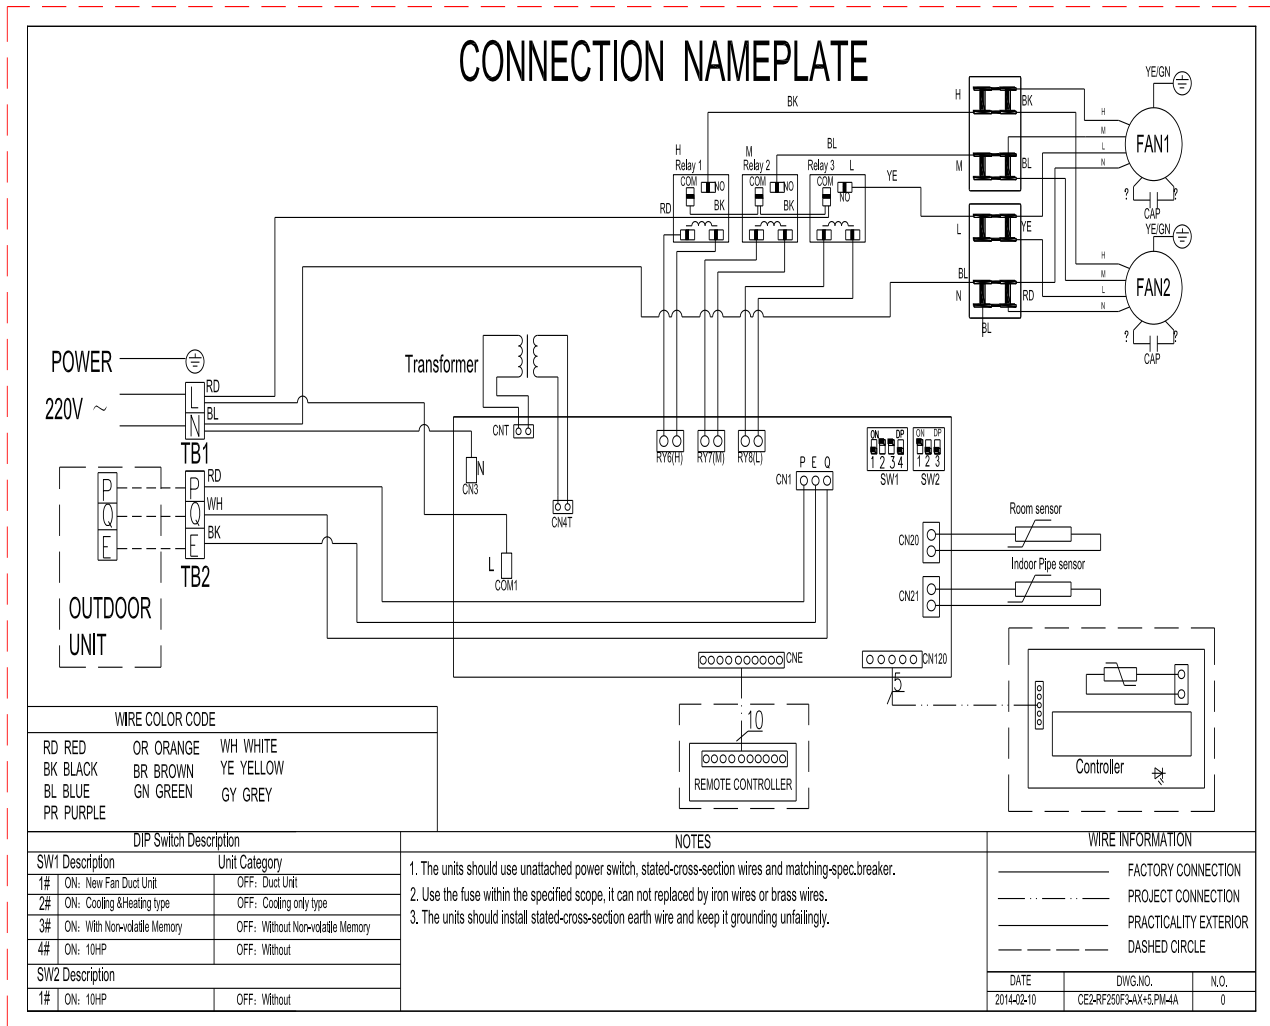 CONNECTION NAMEPLATE
YE/GN
H
BK
BK
H
M
FAN1
L
N
BL
M
BL
H
Relay 1
M
Relay 2
Relay 3
L
COM
NO
COM
NO
COM
NO
YE
RD
BK
BK
? ?
CAP
YE/GN
L
YE
H
M
FAN2
L
N
BL
N
RD
BL
? ?
CAP
POWER
220V ~
L
RD
N
BL
TB1
Transformer
CNT
CN4T
N
CN3
L
COM1
RY6(H)
RY7(M)
RY8(L)
P E Q
CN1
ON DP
1 2 3 4
SW1
ON DP
1 2 3
SW2
P
Q
E
P
RD
Q
WH
E
BK
TB2
OUTDOOR
UNIT
CN20
Room sensor
CN21
Indoor Pipe sensor
CNE
CN120
10
5
REMOTE CONTROLLER
Controller
WIRE COLOR CODE
RD RED OR ORANGE WH WHITE
BK BLACK BR BROWN YE YELLOW
BL BLUE GN GREEN GY GREY
PR PURPLE
DIP Switch Description
SW1 Description Unit Category
1# ON: New Fan Duct Unit OFF: Duct Unit
2# ON: Cooling &Heating type OFF: Cooling only type
3# ON: With Non-volatile Memory OFF: Without Non-volatile Memory
4# ON: 10HP OFF: Without
SW2 Description
1# ON: 10HP OFF: Without
NOTES
1. The units should use unattached power switch, stated-cross-section wires and matching-spec.breaker.
2. Use the fuse within the specified scope, it can not replaced by iron wires or brass wires.
3. The units should install stated-cross-section earth wire and keep it grounding unfailingly.
WIRE INFORMATION
FACTORY CONNECTION
PROJECT CONNECTION
PRACTICALITY EXTERIOR
DASHED CIRCLE
DATE DWG.NO. N.O.
2014-02-10 CE2-RF250F3-AX+5.PM-4A 0